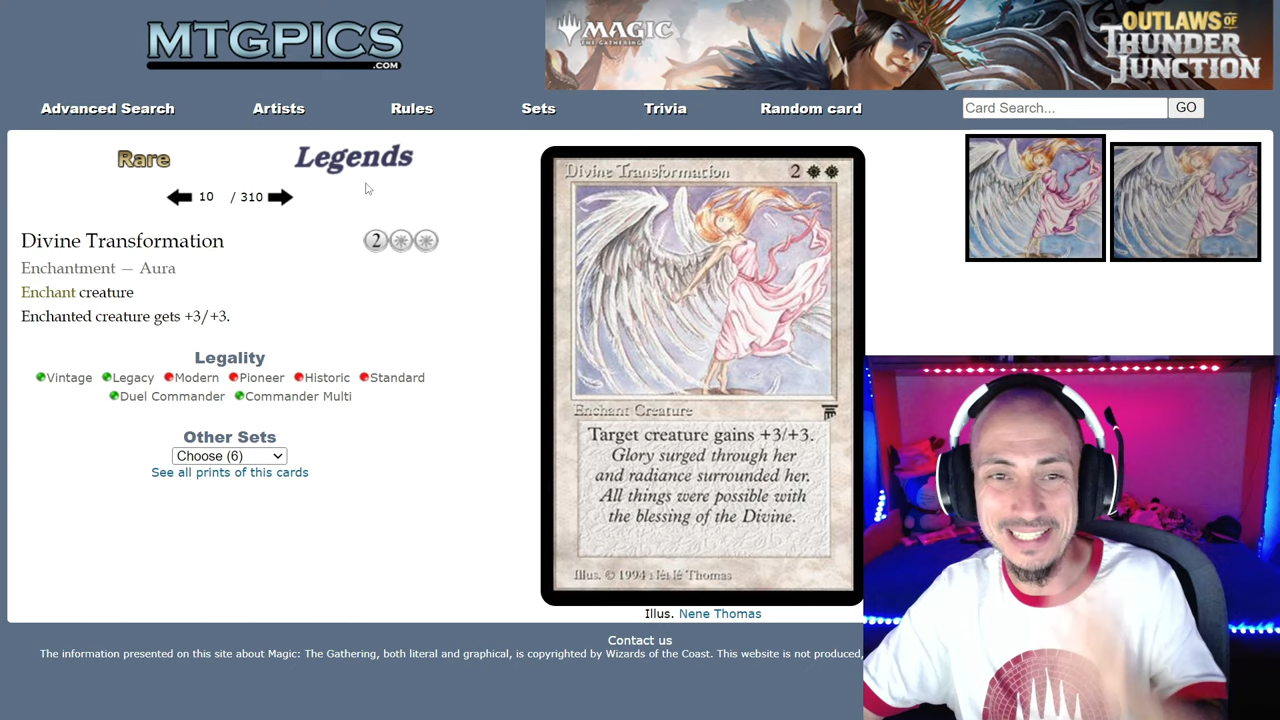 MTGPICS
.COM
MAGIC
THE GATHERING
OUTLAWS OF
THUNDER
JUNCTION
Advanced Search
Artists
Rules
Sets
Trivia
Random card
Card Search...
GO
Rare
Legends
10 / 310
Divine Transformation
2
Enchantment — Aura
Enchant creature
Enchanted creature gets +3/+3.
Legality
Vintage Legacy Modern Pioneer Historic Standard
Duel Commander Commander Multi
Other Sets
Choose (6)
See all prints of this cards
Divine Transformation 2
Enchant Creature
Target creature gains +3/+3.
Glory surged through her
and radiance surrounded her.
All things were possible with
the blessing of the Divine.
Illus. © 1994 Né Né Thomas
Illus. Nene Thomas
Contact us
The information presented on this site about Magic: The Gathering, both literal and graphical, is copyrighted by Wizards of the Coast. This website is not produced,